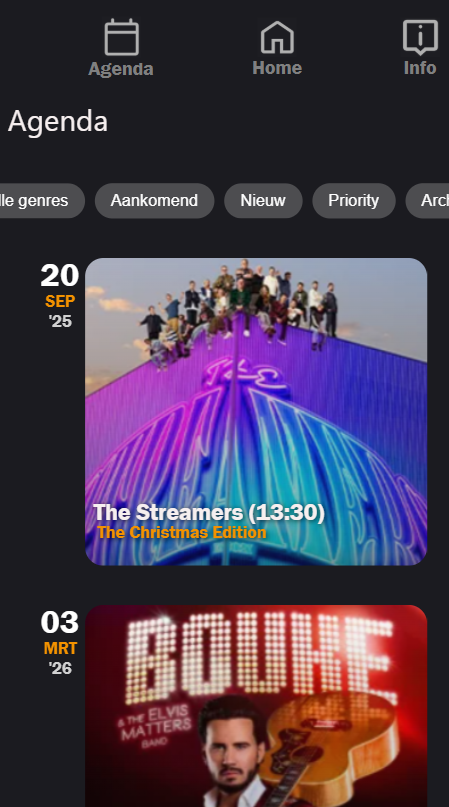 Agenda Home Info
Agenda
lle genres Aankomend Nieuw Priority Arch
20
SEP
'25
THE
The Streamers (13:30)
The Christmas Edition
03
MRT
'26
BOUKE
& THE ELVIS
MATTERS
BAND